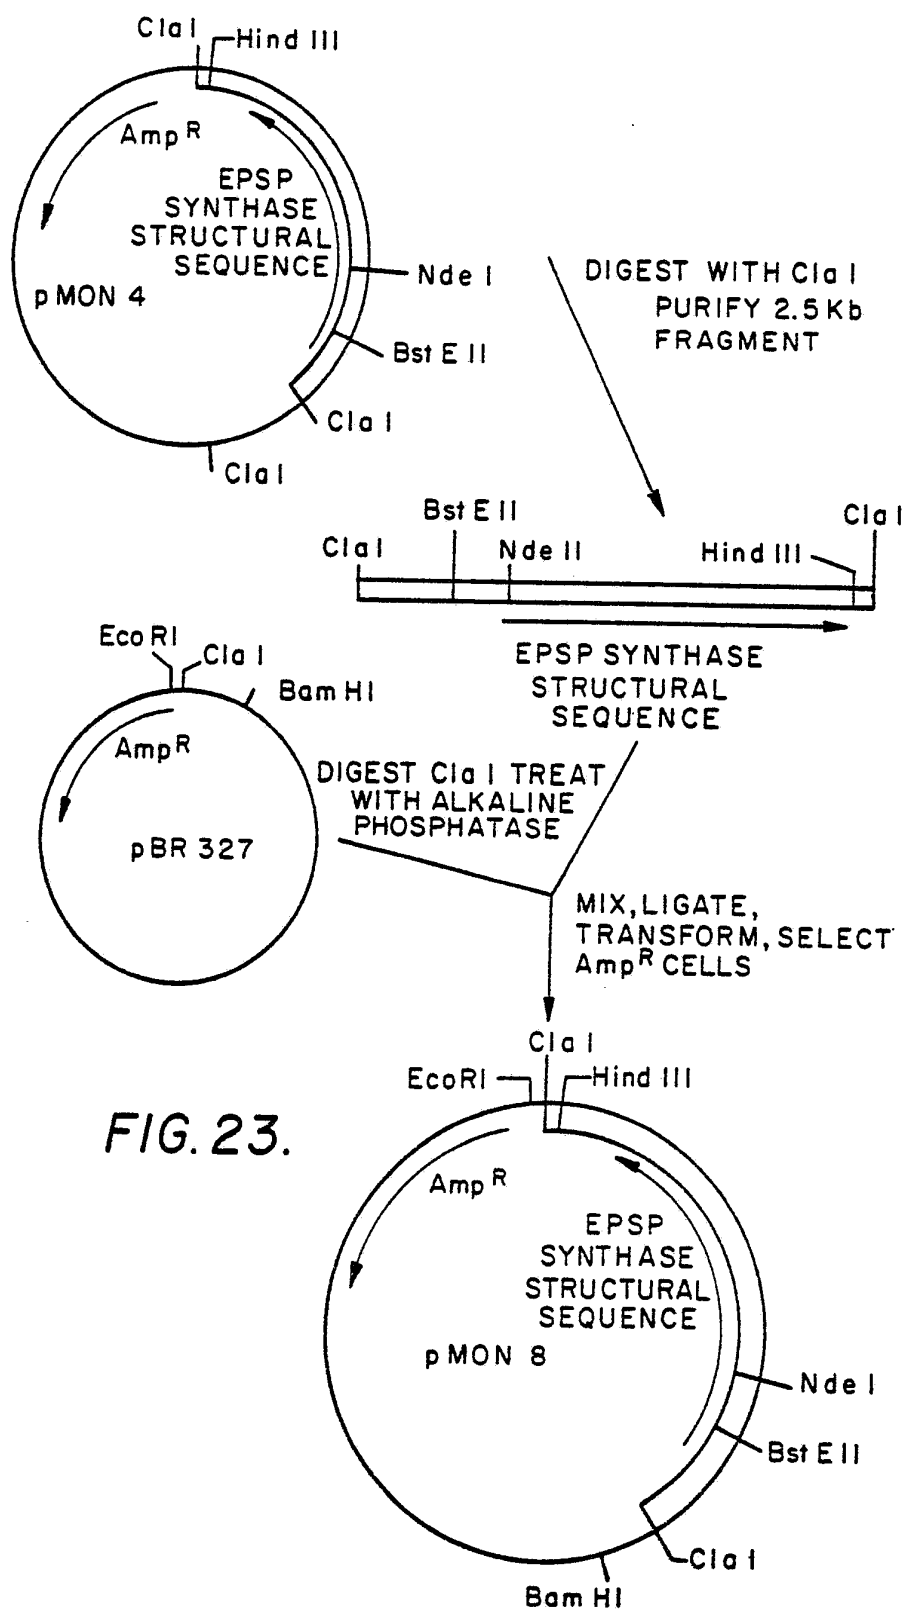 Cla I
Hind III
Amp R
EPSP
SYNTHASE
STRUCTURAL
SEQUENCE
pMON 4
Nde I
Bst E II
Cla I
Cla I
DIGEST WITH Cla I
PURIFY 2.5 Kb
FRAGMENT
Cla I
Bst E II
Nde II
Hind III
Cla I
EPSP SYNTHASE
STRUCTURAL
SEQUENCE
Eco RI
Cla I
Bam HI
Amp R
pBR 327
DIGEST Cla I TREAT
WITH ALKALINE
PHOSPHATASE
MIX, LIGATE,
TRANSFORM, SELECT
Amp R CELLS
FIG. 23.
Cla I
EcoRI
Hind III
Amp R
EPSP
SYNTHASE
STRUCTURAL
SEQUENCE
pMON 8
Nde I
Bst E II
Cla I
Bam HI